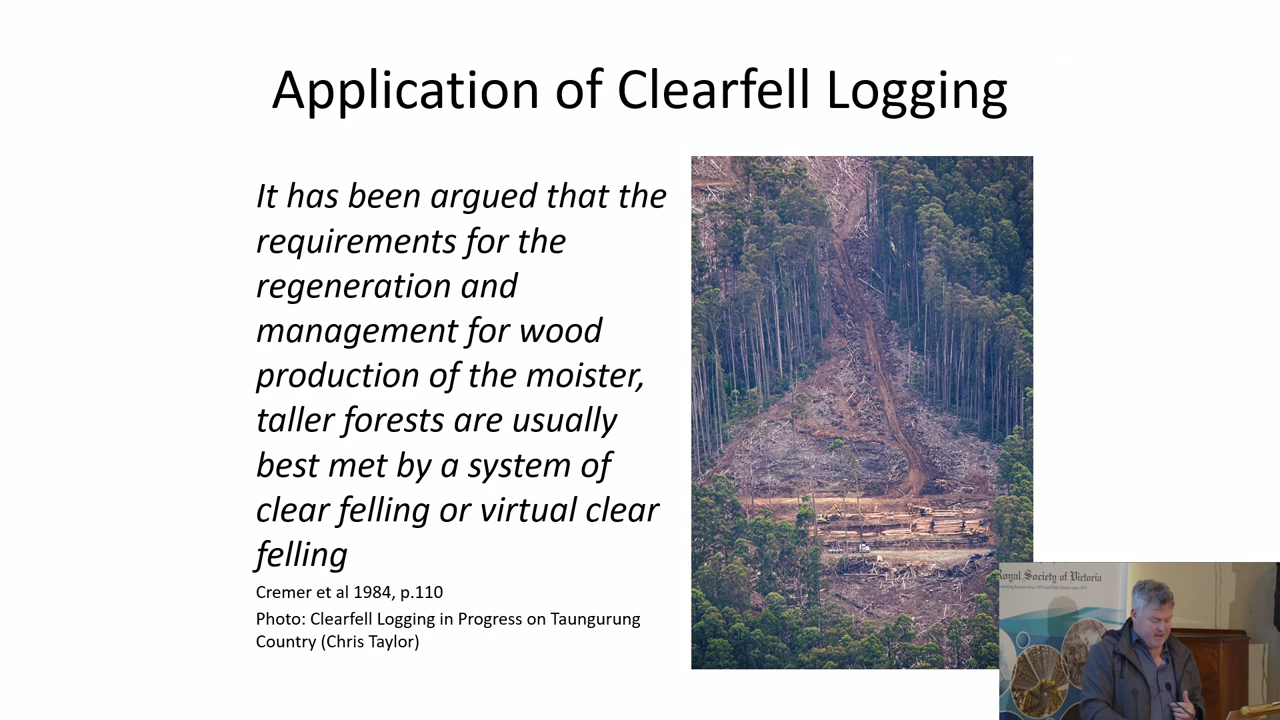 Application of Clearfell Logging
It has been argued that the
requirements for the
regeneration and
management for wood
production of the moister,
taller forests are usually
best met by a system of
clear felling or virtual clear
felling
Cremer et al 1984, p.110
Photo: Clearfell Logging in Progress on Taungurung
Country (Chris Taylor)
Royal Society of Victoria